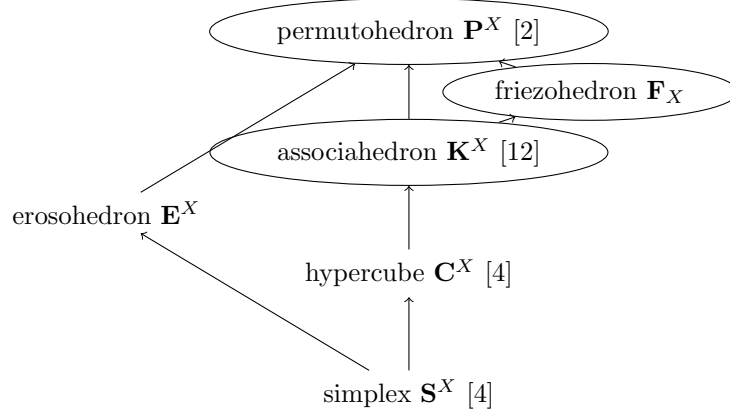 permutohedron P^X [2]
friezohedron F_X
associahedron K^X [12]
erosohedron E^X
hypercube C^X [4]
simplex S^X [4]